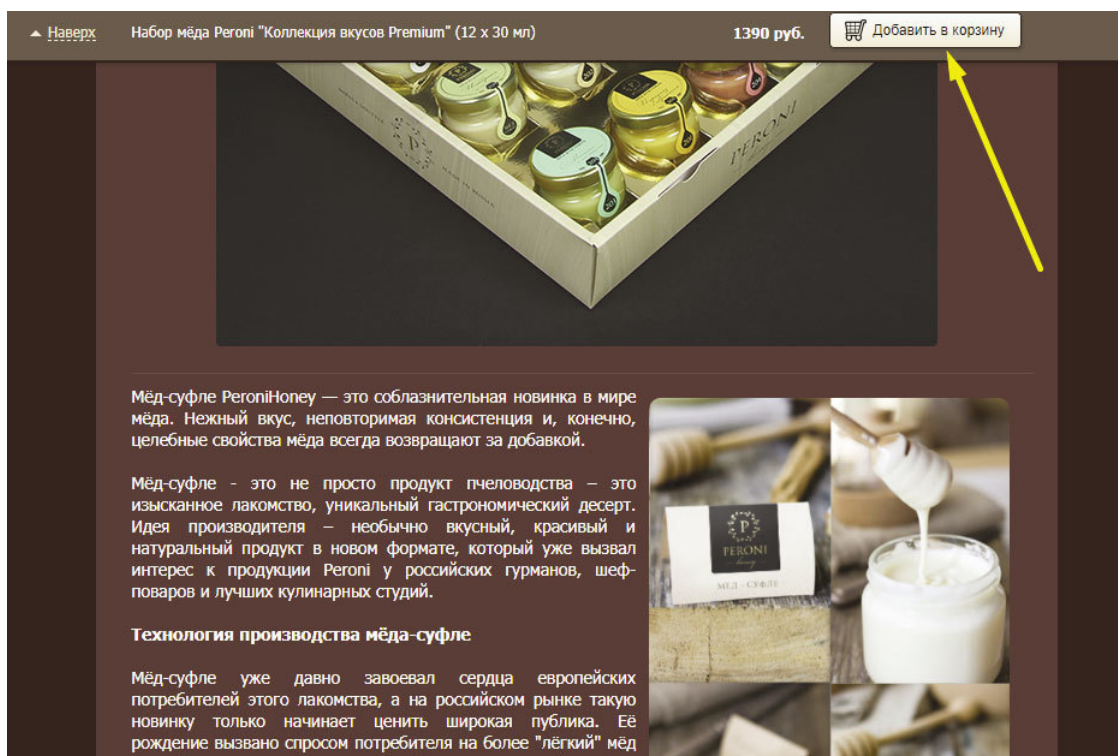 Наверх
Набор мёда Peroni "Коллекция вкусов Premium" (12 х 30 мл)
1390 руб.
Добавить в корзину
PERONI
Мёд-суфле PeroniHoney — это соблазнительная новинка в мире
мёда. Нежный вкус, неповторимая консистенция и, конечно,
целебные свойства мёда всегда возвращают за добавкой.
Мёд-суфле - это не просто продукт пчеловодства – это
изысканное лакомство, уникальный гастрономический десерт.
Идея производителя – необычно вкусный, красивый и
натуральный продукт в новом формате, который уже вызвал
интерес к продукции Peroni у российских гурманов, шеф-
поваров и лучших кулинарных студий.
P
PERONI
honey
МЁД - СУФЛЕ
Технология производства мёда-суфле
Мёд-суфле уже давно завоевал сердца европейских
потребителей этого лакомства, а на российском рынке такую
новинку только начинает ценить широкая публика. Её
рождение вызвано спросом потребителя на более "лёгкий" мёд